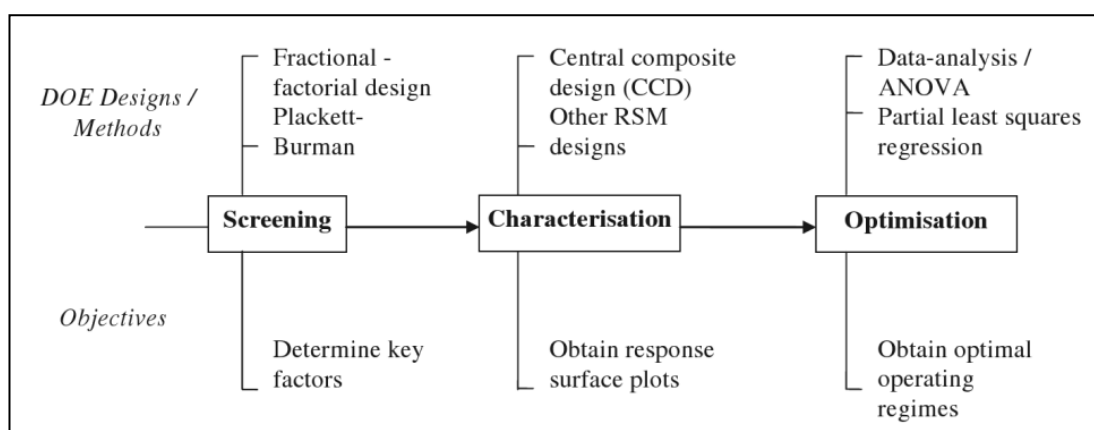 DOE Designs /
Methods
Fractional -
factorial design
Plackett-
Burman
Central composite
design (CCD)
Other RSM
designs
Data-analysis /
ANOVA
Partial least squares
regression
Screening
Characterisation
Optimisation
Objectives
Determine key
factors
Obtain response
surface plots
Obtain optimal
operating
regimes